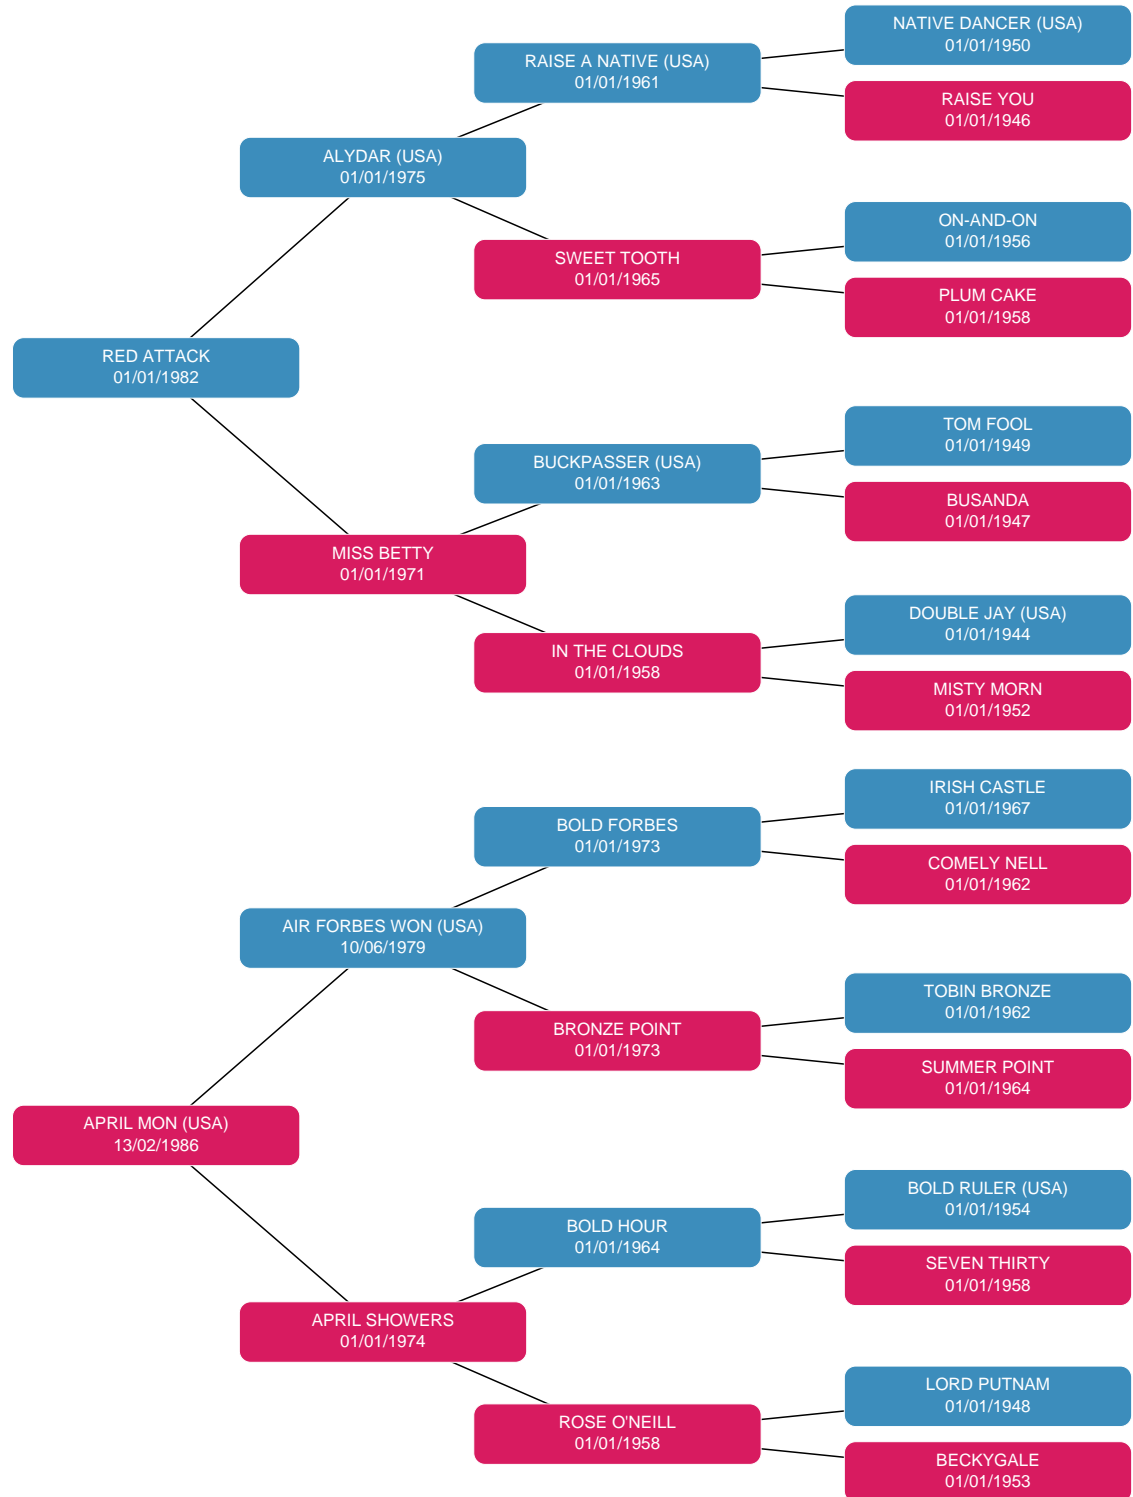 NATIVE DANCER (USA)
01/01/1950
RAISE A NATIVE (USA)
01/01/1961
RAISE YOU
01/01/1946
ALYDAR (USA)
01/01/1975
ON-AND-ON
01/01/1956
SWEET TOOTH
01/01/1965
PLUM CAKE
01/01/1958
RED ATTACK
01/01/1982
TOM FOOL
01/01/1949
BUCKPASSER (USA)
01/01/1963
BUSANDA
01/01/1947
MISS BETTY
01/01/1971
DOUBLE JAY (USA)
01/01/1944
IN THE CLOUDS
01/01/1958
MISTY MORN
01/01/1952
IRISH CASTLE
01/01/1967
BOLD FORBES
01/01/1973
COMELY NELL
01/01/1962
AIR FORBES WON (USA)
10/06/1979
TOBIN BRONZE
01/01/1962
BRONZE POINT
01/01/1973
SUMMER POINT
01/01/1964
APRIL MON (USA)
13/02/1986
BOLD RULER (USA)
01/01/1954
BOLD HOUR
01/01/1964
SEVEN THIRTY
01/01/1958
APRIL SHOWERS
01/01/1974
LORD PUTNAM
01/01/1948
ROSE O'NEILL
01/01/1958
BECKYGALE
01/01/1953